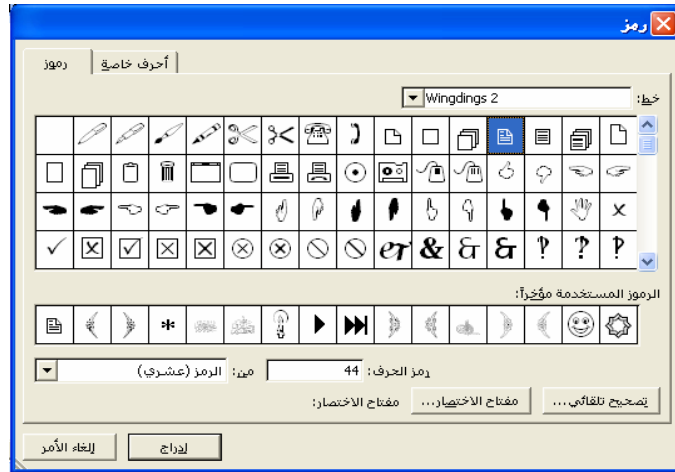 رمز
رموز
أحرف خاصة
خط: Wingdings 2
الرموز المستخدمة مؤخراً:
رمز الحرف: 44 من: الرمز (عشري)
تصحيح تلقائي... مفتاح الاختصار... مفتاح الاختصار:
إدراج إلغاء الأمر